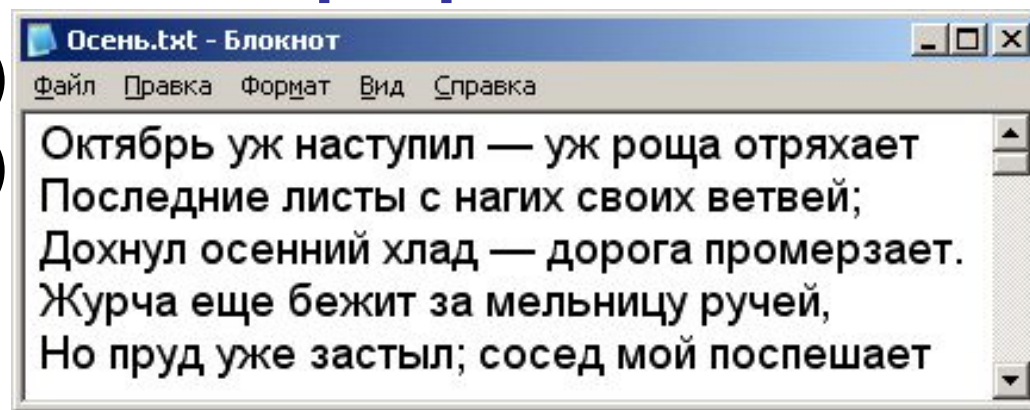 Осень.txt - Блокнот
Файл Правка Формат Вид Справка
Октябрь уж наступил — уж роща отряхает
Последние листы с нагих своих ветвей;
Дохнул осенний хлад — дорога промерзает.
Журча еще бежит за мельницу ручей,
Но пруд уже застыл; сосед мой поспешает